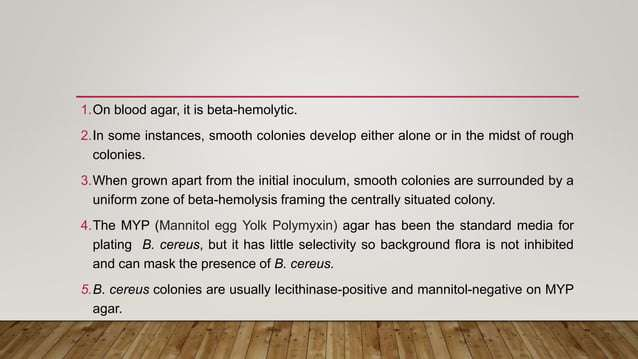 1.On blood agar, it is beta-hemolytic.
2.In some instances, smooth colonies develop either alone or in the midst of rough
colonies.
3.When grown apart from the initial inoculum, smooth colonies are surrounded by a
uniform zone of beta-hemolysis framing the centrally situated colony.
4.The MYP (Mannitol egg Yolk Polymyxin) agar has been the standard media for
plating B. cereus, but it has little selectivity so background flora is not inhibited
and can mask the presence of B. cereus.
5.B. cereus colonies are usually lecithinase-positive and mannitol-negative on MYP
agar.